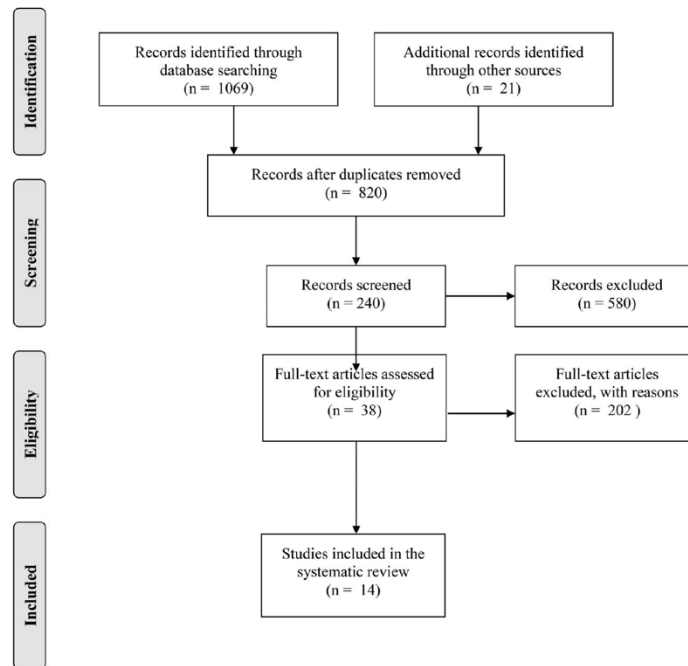 Identification
Records identified through
database searching
(n = 1069)
Additional records identified
through other sources
(n = 21)
Records after duplicates removed
(n = 820)
Screening
Records screened
(n = 240)
Records excluded
(n = 580)
Eligibility
Full-text articles assessed
for eligibility
(n = 38)
Full-text articles
excluded, with reasons
(n = 202 )
Included
Studies included in the
systematic review
(n = 14)